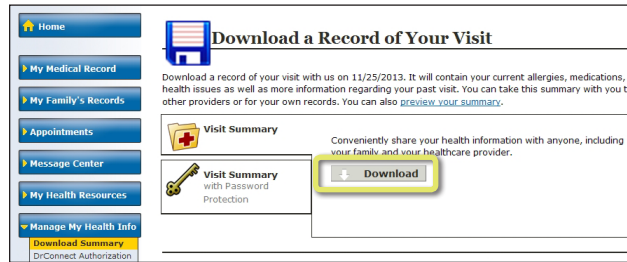 Home
My Medical Record
My Family's Records
Appointments
Message Center
My Health Resources
Manage My Health Info
Download Summary
DrConnect Authorization
Download a Record of Your Visit
Download a record of your visit with us on 11/25/2013. It will contain your current allergies, medications,
health issues as well as more information regarding your past visit. You can take this summary with you
other providers or for your own records. You can also preview your summary.
Visit Summary
Visit Summary
with Password
Protection
Conveniently share your health information with anyone, including
your family and your healthcare provider.
Download